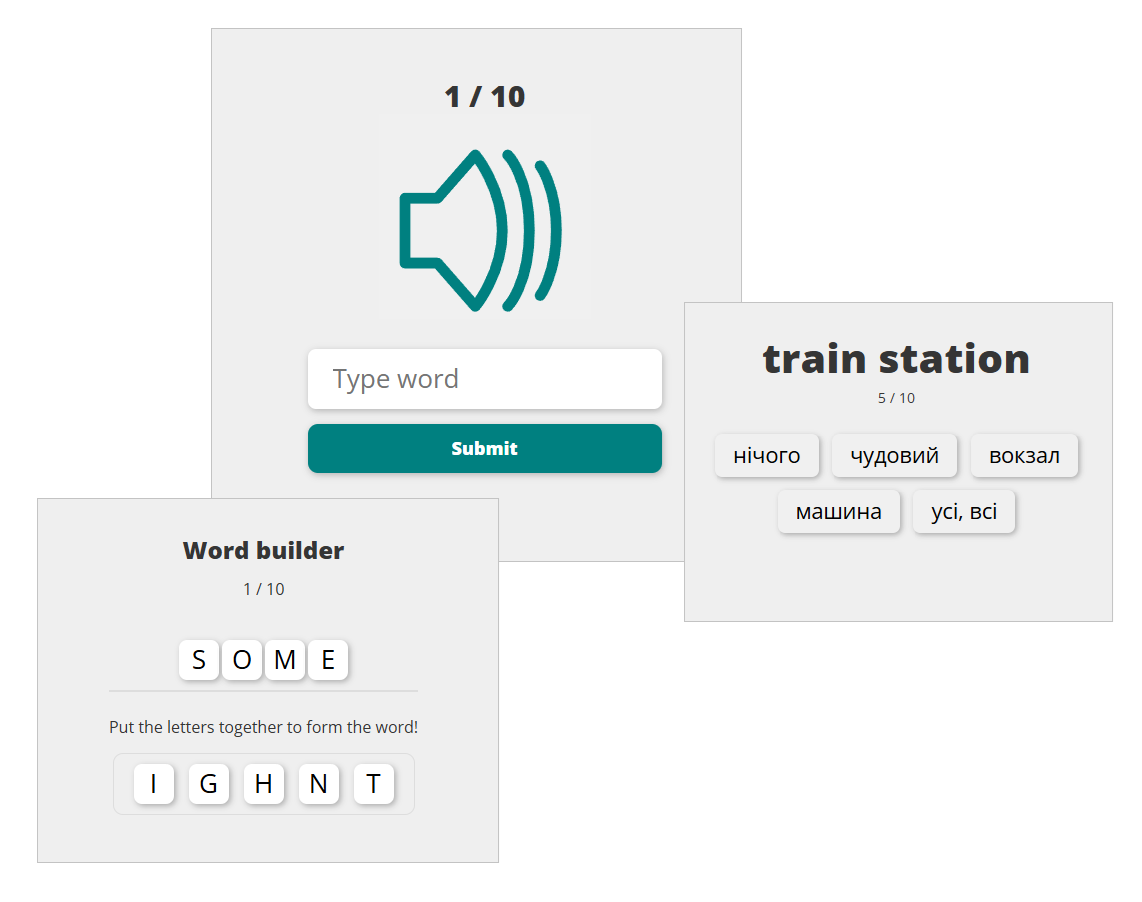 1 / 10
Type word
Submit
train station
5 / 10
нічого чудовий вокзал
машина усі, всі
Word builder
1 / 10
S O M E
Put the letters together to form the word!
I G H N T